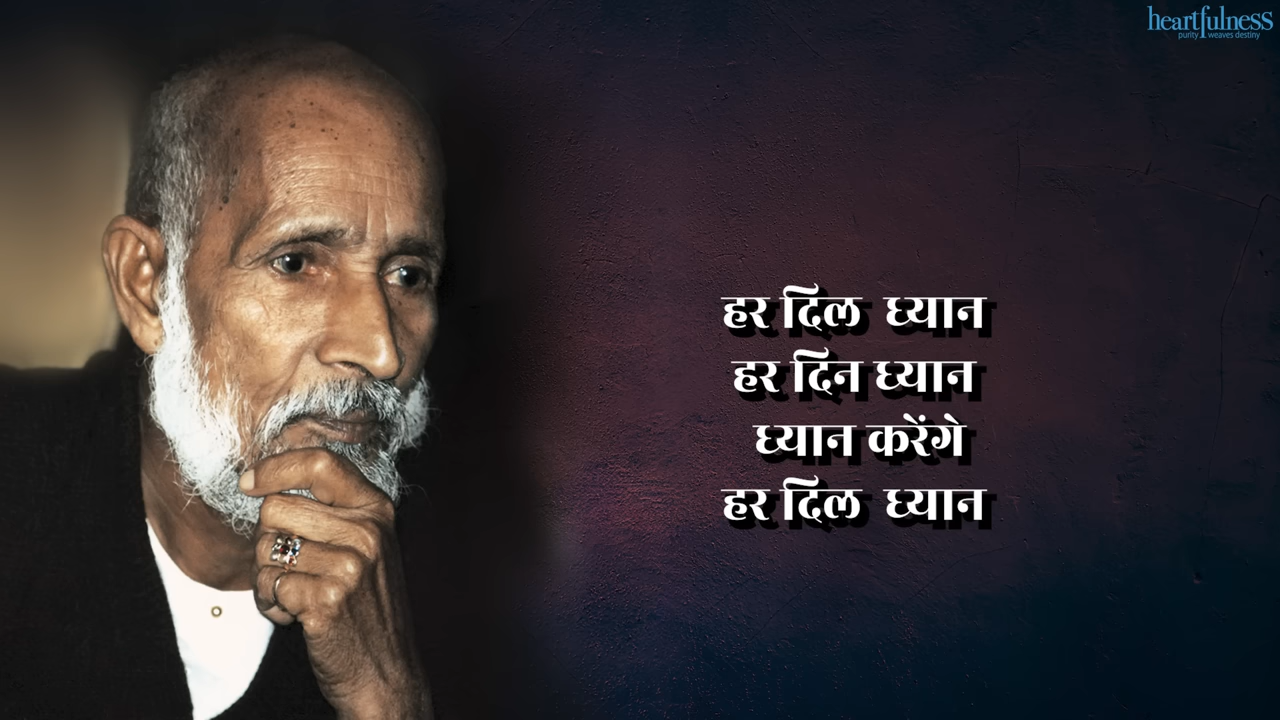 heartfulness
purity weaves destiny
हर दिल ध्यान
हर दिन ध्यान
ध्यान करेंगे
हर दिल ध्यान